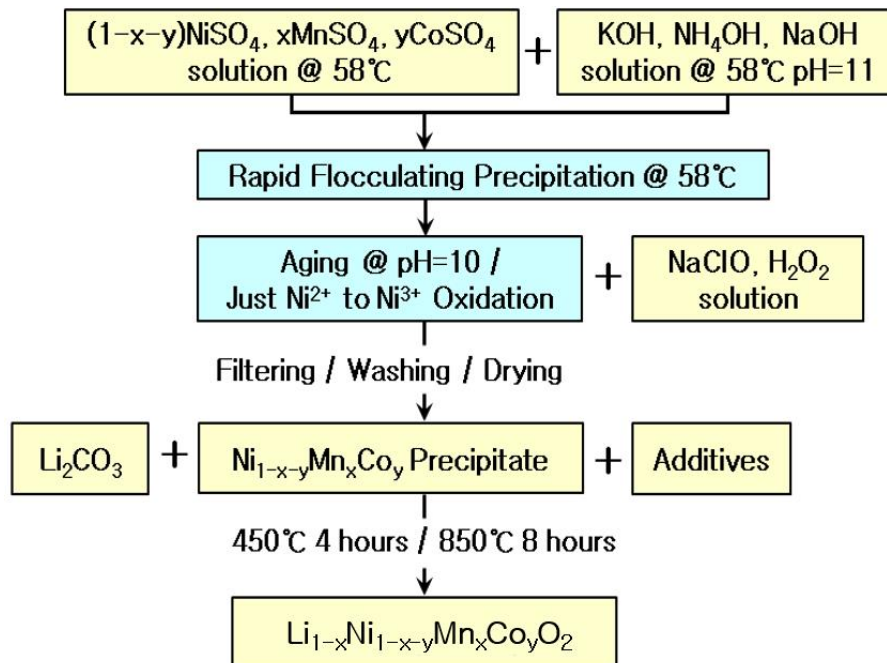 (1-x-y)NiSO₄, xMnSO₄, yCoSO₄
solution @ 58℃
+
KOH, NH₄OH, NaOH
solution @ 58℃ pH=11
Rapid Flocculating Precipitation @ 58℃
Aging @ pH=10 /
Just Ni²⁺ to Ni³⁺ Oxidation
+
NaClO, H₂O₂
solution
Filtering / Washing / Drying
Li₂CO₃
+
Ni₁₋ₓ₋ᵧMnₓCoᵧ Precipitate
+
Additives
450℃ 4 hours / 850℃ 8 hours
Li₁₋ₓNi₁₋ₓ₋ᵧMnₓCoᵧO₂